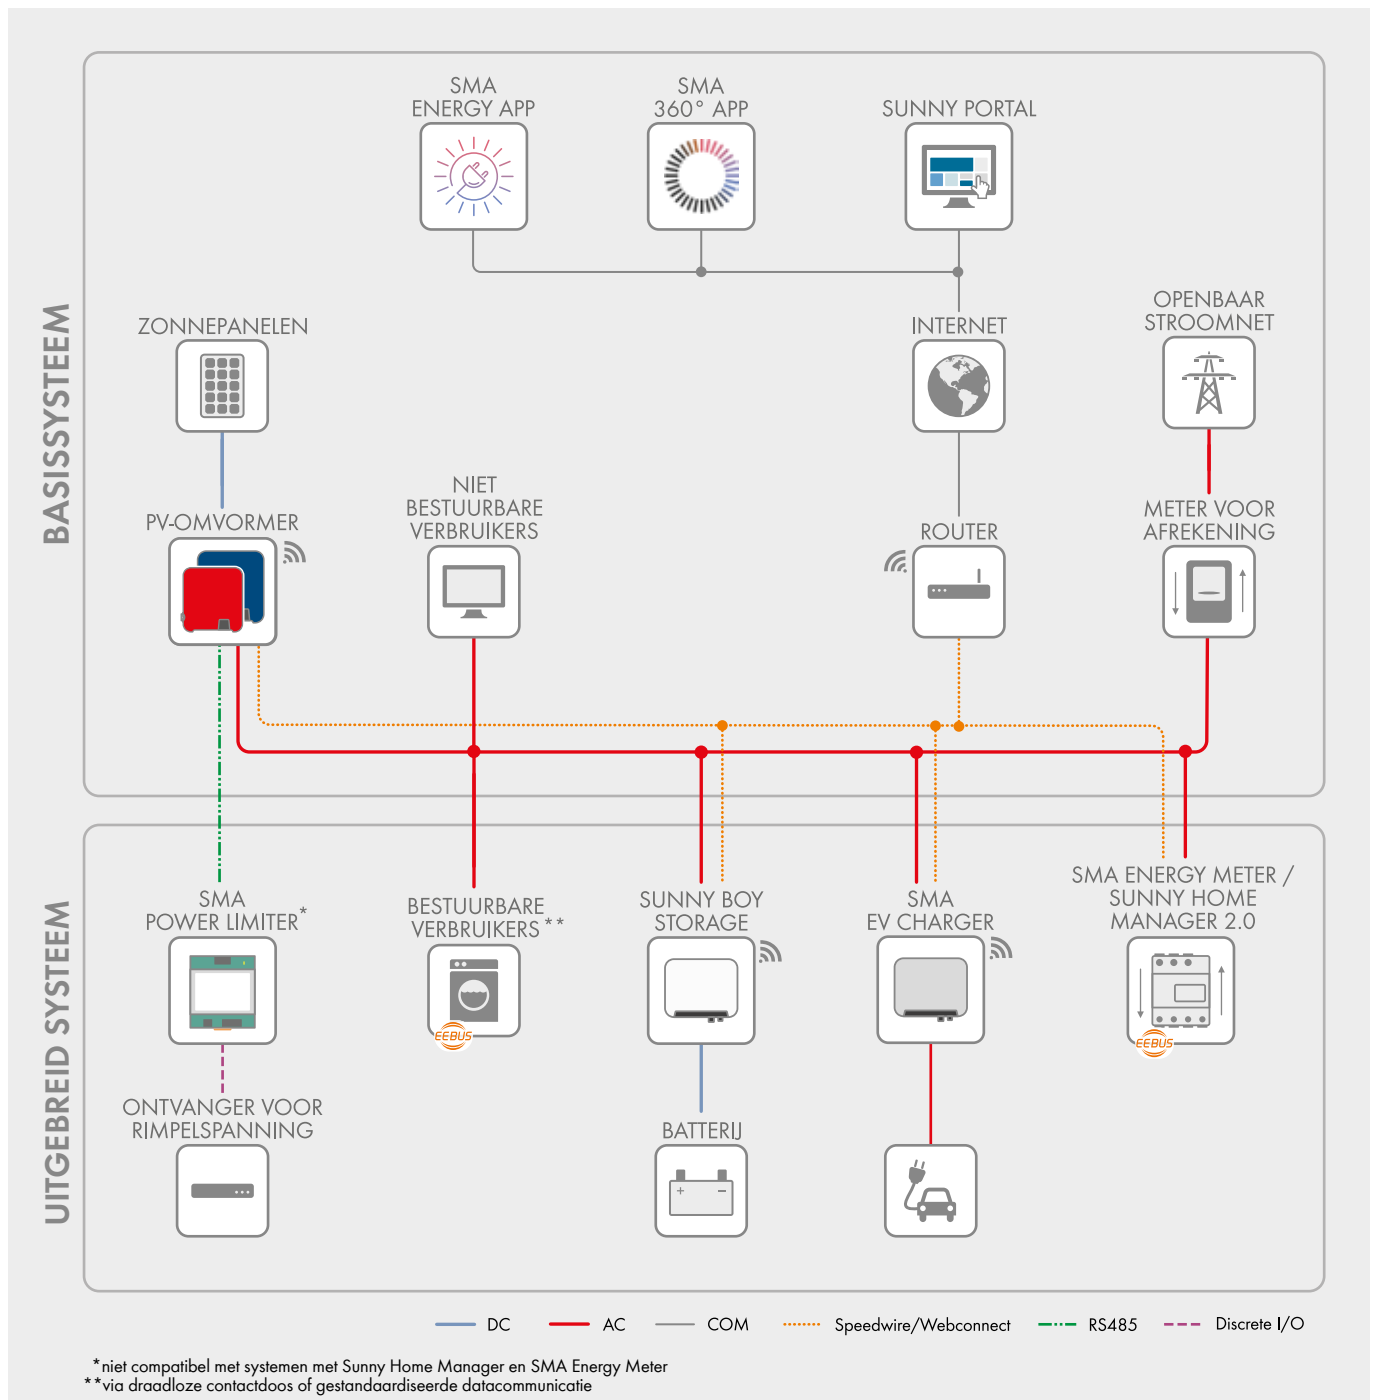 BASISSYSTEEM
SMA
ENERGY APP
SMA
360° APP
SUNNY PORTAL
ZONNEPANELEN
INTERNET
OPENBAAR
STROOMNET
PV-OMVORMER
NIET
BESTUURBARE
VERBRUIKERS
ROUTER
METER VOOR
AFREKENING
UITGEBREID SYSTEEM
SMA
POWER LIMITER*
BESTUURBARE
VERBRUIKERS**
EEBUS
SUNNY BOY
STORAGE
SMA
EV CHARGER
SMA ENERGY METER /
SUNNY HOME
MANAGER 2.0
EEBUS
ONTVANGER VOOR
RIMPELSPANNING
BATTERIJ
+ −
DC
AC
COM
Speedwire/Webconnect
RS485
Discrete I/O
*niet compatibel met systemen met Sunny Home Manager en SMA Energy Meter
**via draadloze contactdoos of gestandaardiseerde datacommunicatie